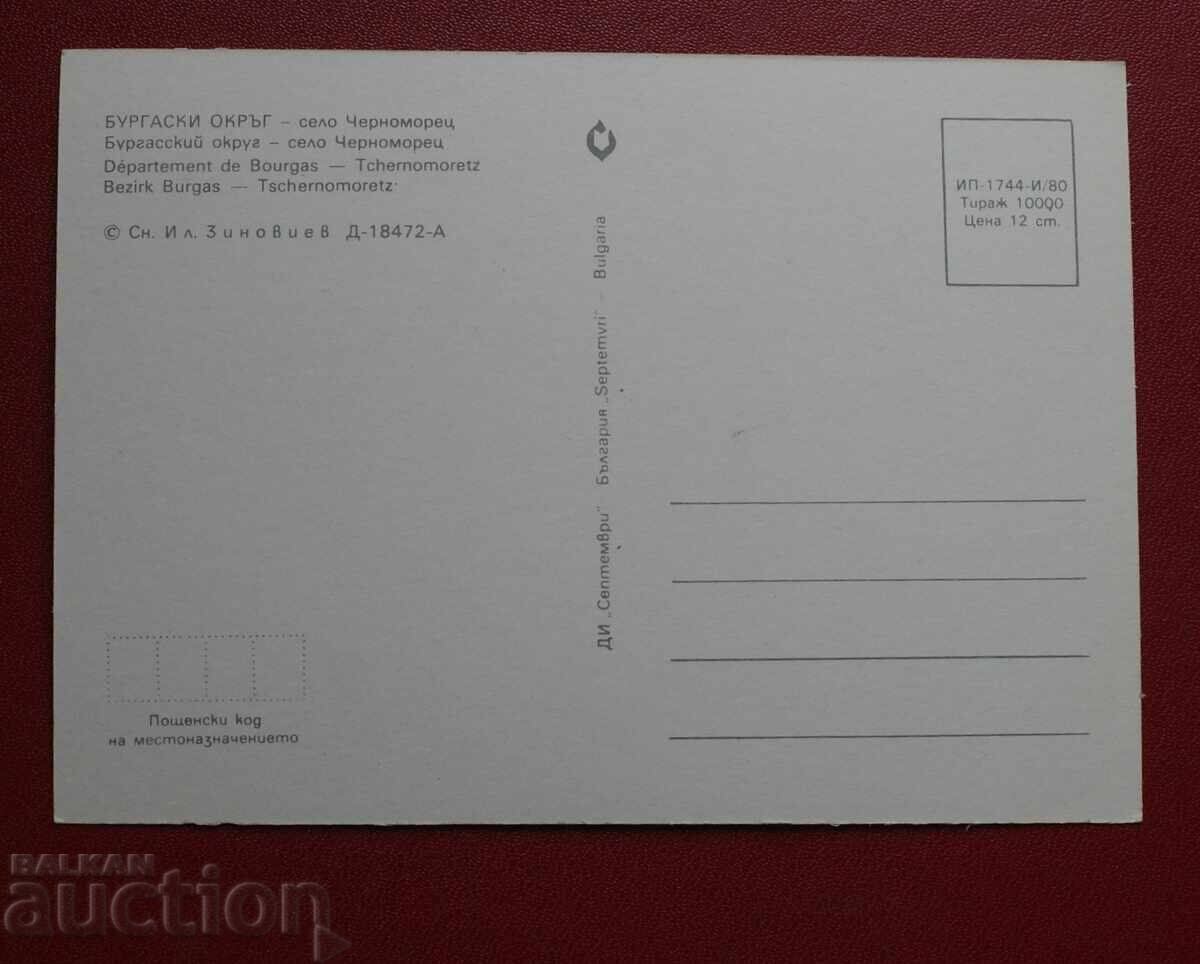 БУРГАСКИ ОКРЪГ – село Черноморец
Бургасский округ – село Черноморец
Département de Bourgas — Tchernomoretz
Bezirk Burgas — Tschernomoretz
© Сн. Ил. Зиновиев Д-18472-А
ИП-1744-И/80
Тираж 10000
Цена 12 ст.
ДИ „Септември" България „Septemvri" – Bulgaria
Пощенски код
на местоназначението
BALKAN
auction